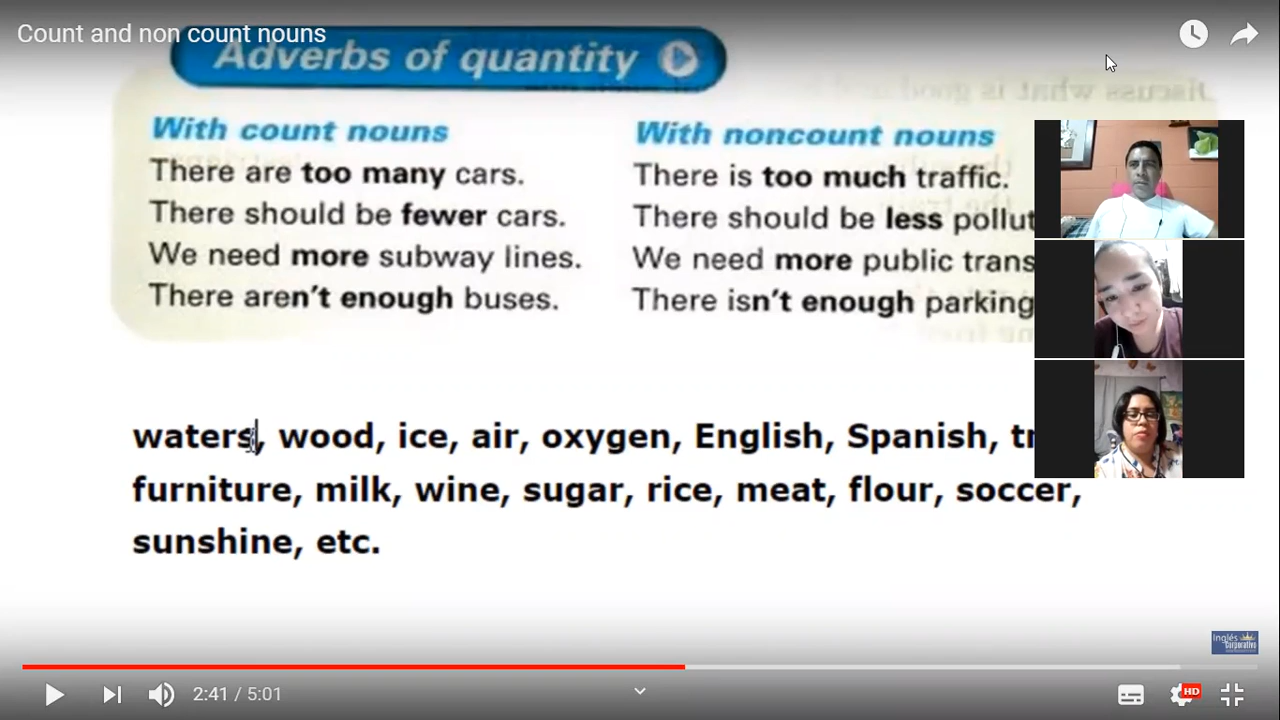 Count and non count nouns
Adverbs of quantity
With count nouns
There are too many cars.
There should be fewer cars.
We need more subway lines.
There aren't enough buses.
With noncount nouns
There is too much traffic.
There should be less
We need more public
There isn't enough parking
waters, wood, ice, air, oxygen, English, Spanish,
furniture, milk, wine, sugar, rice, meat, flour, soccer,
sunshine, etc.
Inglés
Corporativo
2:41 / 5:01
HD